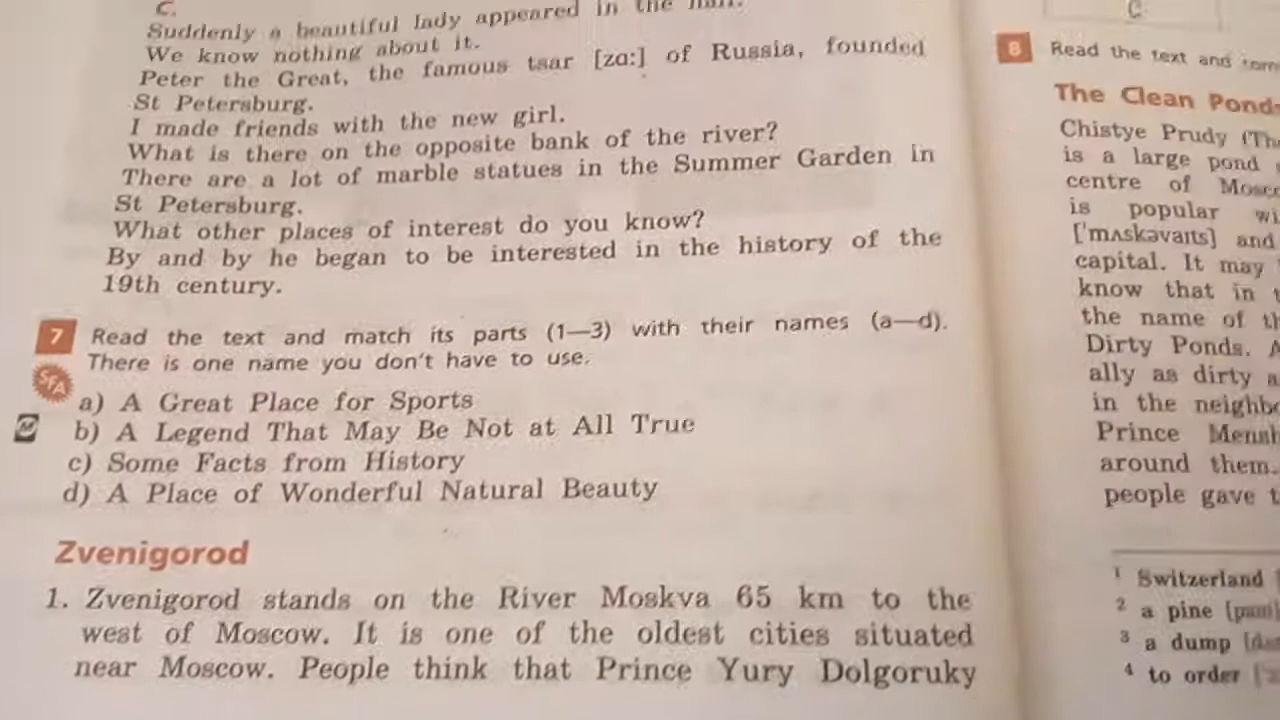 C.
Suddenly a beautiful lady appeared in the
We know nothing about it.
Peter the Great, the famous tsar [zɑ:] of Russia, founded
St Petersburg.
I made friends with the new girl.
What is there on the opposite bank of the river?
There are a lot of marble statues in the Summer Garden in
St Petersburg.
What other places of interest do you know?
By and by he began to be interested in the history of the
19th century.
7 Read the text and match its parts (1—3) with their names (a—d).
There is one name you don't have to use.
SFA
a) A Great Place for Sports
b) A Legend That May Be Not at All True
c) Some Facts from History
d) A Place of Wonderful Natural Beauty
Zvenigorod
1. Zvenigorod stands on the River Moskva 65 km to the
west of Moscow. It is one of the oldest cities situated
near Moscow. People think that Prince Yury Dolgoruky
C
8 Read the text and
The Clean Ponds
Chistye Prudy
is a large pond
centre of
is popular
['mʌskəvaɪts] and
capital. It may
know that in
the name of
Dirty Ponds.
ally as dirty
in the
Prince
around them.
people gave
1 Switzerland
2 a pine
3 a dump
4 to order